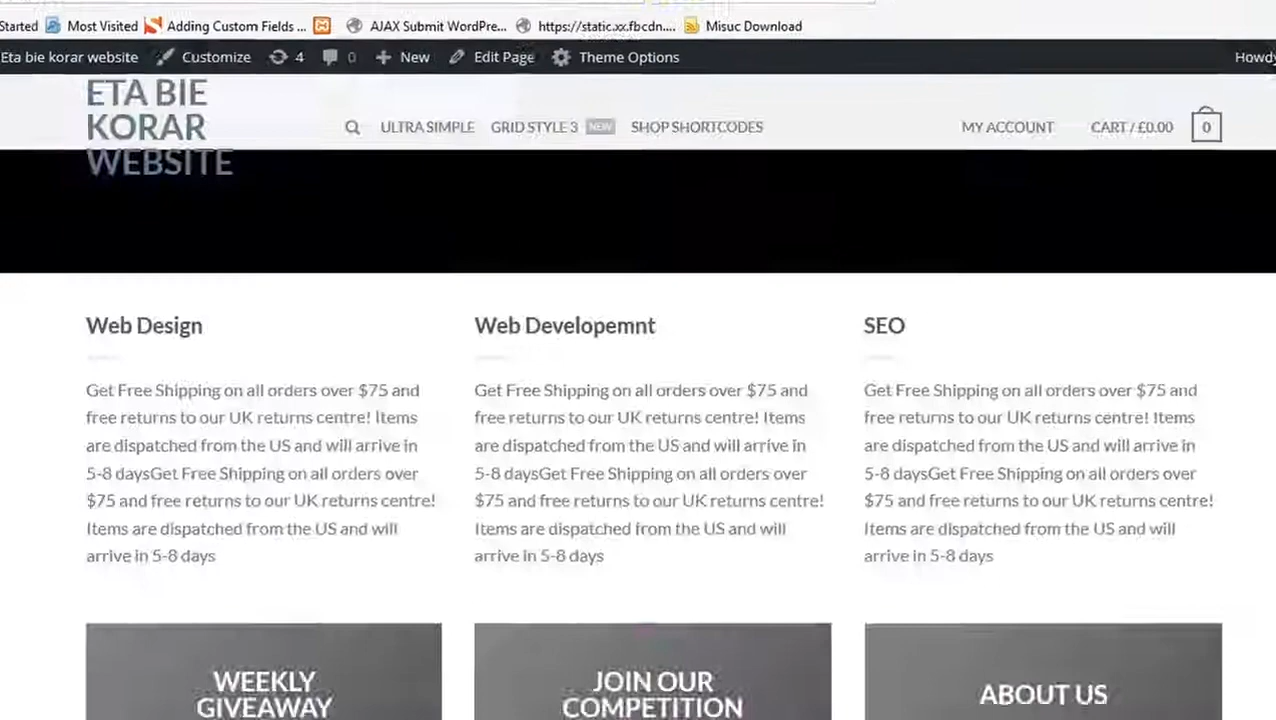 Started Most Visited Adding Custom Fields ... AJAX Submit WordPre... https://static.xx.fbcdn.... Misuc Download
Eta bie korar website Customize 4 0 New Edit Page Theme Options Howdy
ETA BIE
KORAR
WEBSITE
ULTRA SIMPLE GRID STYLE 3 NEW SHOP SHORTCODES MY ACCOUNT CART / £0.00 0
Web Design
Get Free Shipping on all orders over $75 and
free returns to our UK returns centre! Items
are dispatched from the US and will arrive in
5-8 daysGet Free Shipping on all orders over
$75 and free returns to our UK returns centre!
Items are dispatched from the US and will
arrive in 5-8 days
Web Developemnt
Get Free Shipping on all orders over $75 and
free returns to our UK returns centre! Items
are dispatched from the US and will arrive in
5-8 daysGet Free Shipping on all orders over
$75 and free returns to our UK returns centre!
Items are dispatched from the US and will
arrive in 5-8 days
SEO
Get Free Shipping on all orders over $75 and
free returns to our UK returns centre! Items
are dispatched from the US and will arrive in
5-8 daysGet Free Shipping on all orders over
$75 and free returns to our UK returns centre!
Items are dispatched from the US and will
arrive in 5-8 days
WEEKLY
GIVEAWAY
JOIN OUR
COMPETITION
ABOUT US